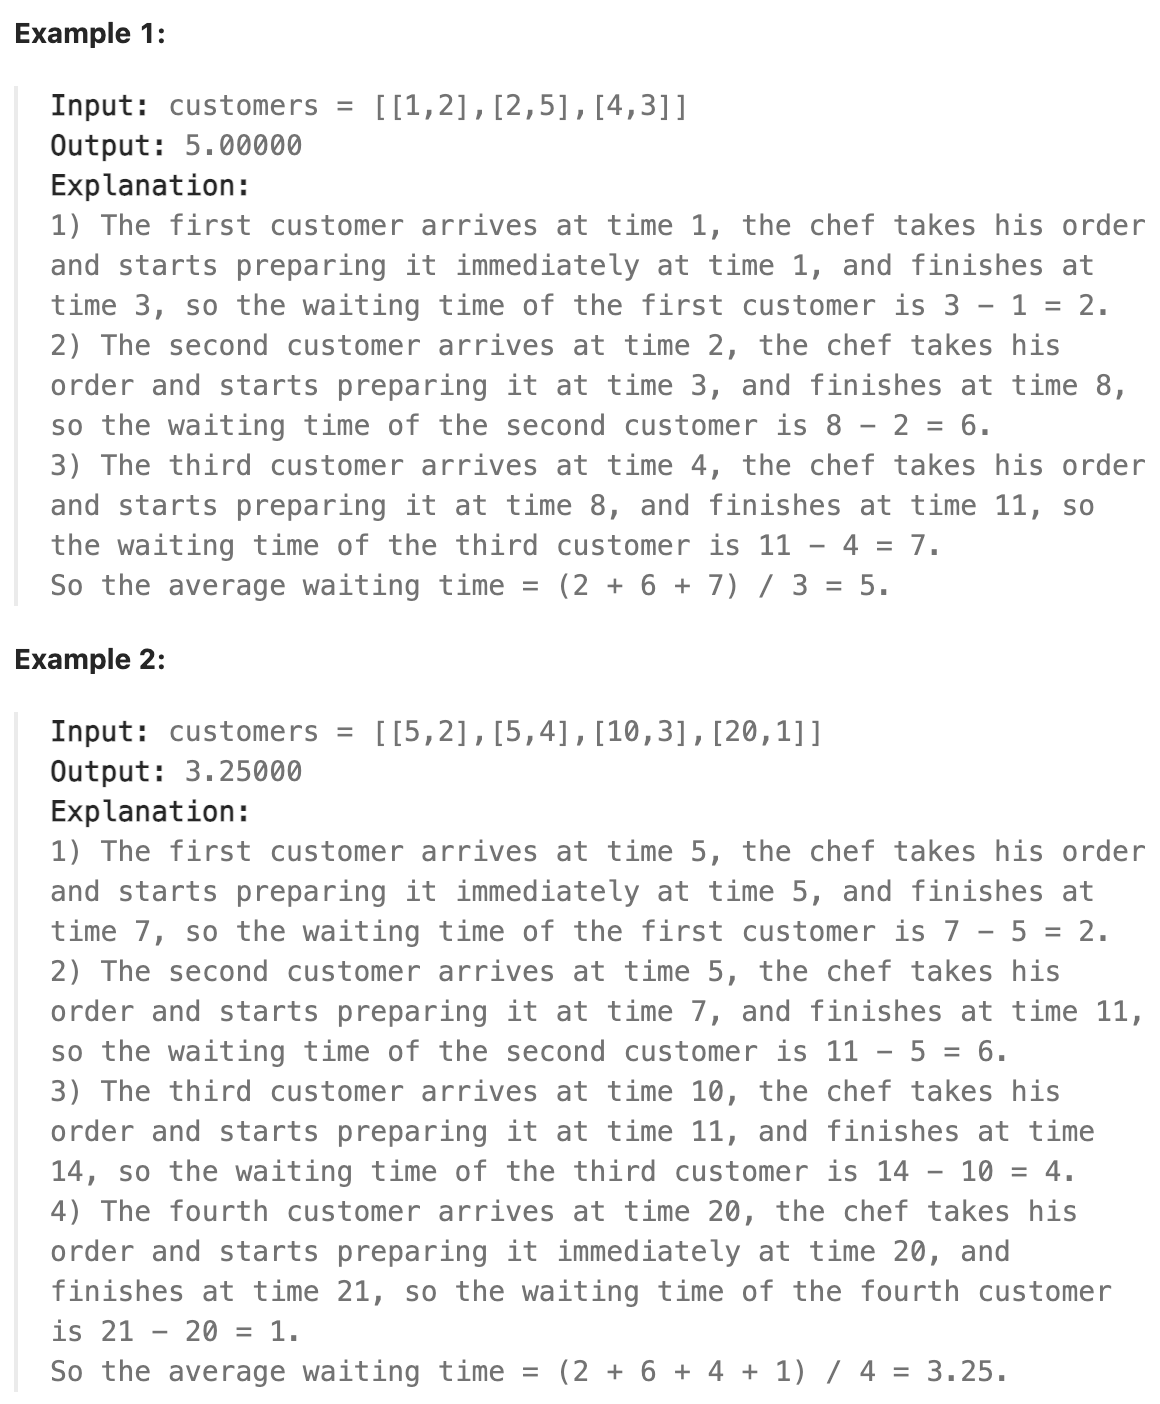 Example 1:
Input: customers = [[1,2],[2,5],[4,3]]
Output: 5.00000
Explanation:
1) The first customer arrives at time 1, the chef takes his order
and starts preparing it immediately at time 1, and finishes at
time 3, so the waiting time of the first customer is 3 - 1 = 2.
2) The second customer arrives at time 2, the chef takes his
order and starts preparing it at time 3, and finishes at time 8,
so the waiting time of the second customer is 8 - 2 = 6.
3) The third customer arrives at time 4, the chef takes his order
and starts preparing it at time 8, and finishes at time 11, so
the waiting time of the third customer is 11 - 4 = 7.
So the average waiting time = (2 + 6 + 7) / 3 = 5.
Example 2:
Input: customers = [[5,2],[5,4],[10,3],[20,1]]
Output: 3.25000
Explanation:
1) The first customer arrives at time 5, the chef takes his order
and starts preparing it immediately at time 5, and finishes at
time 7, so the waiting time of the first customer is 7 - 5 = 2.
2) The second customer arrives at time 5, the chef takes his
order and starts preparing it at time 7, and finishes at time 11,
so the waiting time of the second customer is 11 - 5 = 6.
3) The third customer arrives at time 10, the chef takes his
order and starts preparing it at time 11, and finishes at time
14, so the waiting time of the third customer is 14 - 10 = 4.
4) The fourth customer arrives at time 20, the chef takes his
order and starts preparing it immediately at time 20, and
finishes at time 21, so the waiting time of the fourth customer
is 21 - 20 = 1.
So the average waiting time = (2 + 6 + 4 + 1) / 4 = 3.25.